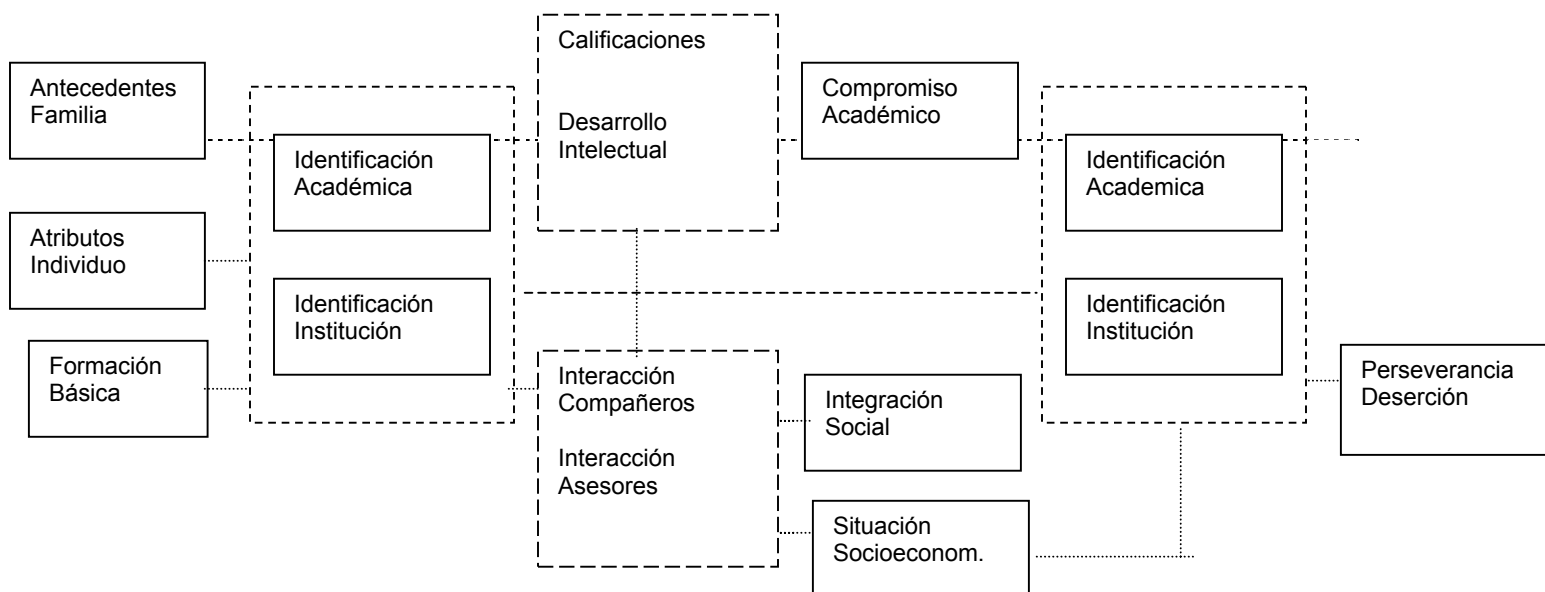 Antecedentes
Familia
Atributos
Individuo
Formación
Básica
Identificación
Académica
Identificación
Institución
Calificaciones
Desarrollo
Intelectual
Interacción
Compañeros
Interacción
Asesores
Compromiso
Académico
Integración
Social
Situación
Socioeconom.
Identificación
Academica
Identificación
Institución
Perseverancia
Deserción